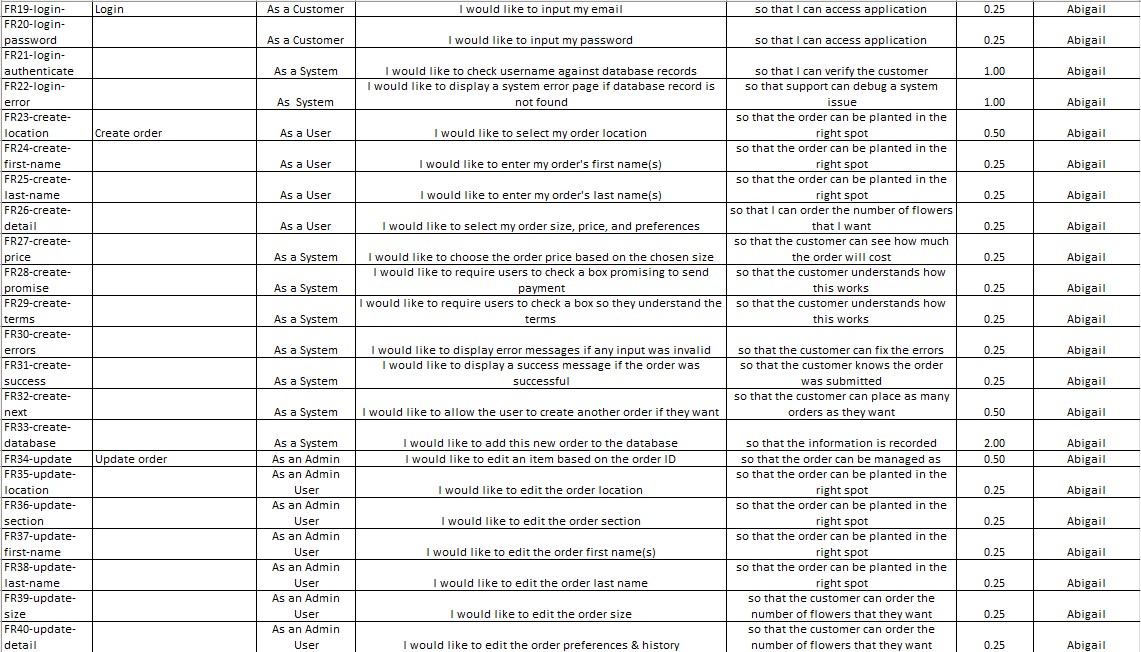 FR19-login- Login As a Customer I would like to input my email so that I can access application 0.25 Abigail
FR20-login-
password As a Customer I would like to input my password so that I can access application 0.25 Abigail
FR21-login-
authenticate As a System I would like to check username against database records so that I can verify the customer 1.00 Abigail
FR22-login- I would like to display a system error page if database record is so that support can debug a system
error As System not found issue 1.00 Abigail
FR23-create- so that the order can be planted in the
location Create order As a User I would like to select my order location right spot 0.50 Abigail
FR24-create- so that the order can be planted in the
first-name As a User I would like to enter my order's first name(s) right spot 0.25 Abigail
FR25-create- so that the order can be planted in the
last-name As a User I would like to enter my order's last name(s) right spot 0.25 Abigail
FR26-create- so that I can order the number of flowers
detail As a User I would like to select my order size, price, and preferences that I want 0.25 Abigail
FR27-create- so that the customer can see how much
price As a System I would like to choose the order price based on the chosen size the order will cost 0.25 Abigail
FR28-create- I would like to require users to check a box promising to send so that the customer understands how
promise As a System payment this works 0.25 Abigail
FR29-create- I would like to require users to check a box so they understand the so that the customer understands how
terms As a System terms this works 0.25 Abigail
FR30-create-
errors As a System I would like to display error messages if any input was invalid so that the customer can fix the errors 0.25 Abigail
FR31-create- I would like to display a success message if the order was so that the customer knows the order
success As a System successful was submitted 0.25 Abigail
FR32-create- so that the customer can place as many
next As a System I would like to allow the user to create another order if they want orders as they want 0.50 Abigail
FR33-create-
database As a System I would like to add this new order to the database so that the information is recorded 2.00 Abigail
FR34-update Update order As an Admin I would like to edit an item based on the order ID so that the order can be managed as 0.50 Abigail
FR35-update- As an Admin so that the order can be planted in the
location User I would like to edit the order location right spot 0.25 Abigail
FR36-update- As an Admin so that the order can be planted in the
section User I would like to edit the order section right spot 0.25 Abigail
FR37-update- As an Admin so that the order can be planted in the
first-name User I would like to edit the order first name(s) right spot 0.25 Abigail
FR38-update- As an Admin so that the order can be planted in the
last-name User I would like to edit the order last name right spot 0.25 Abigail
FR39-update- As an Admin so that the customer can order the
size User I would like to edit the order size number of flowers that they want 0.25 Abigail
FR40-update- As an Admin so that the customer can order the
detail User I would like to edit the order preferences & history number of flowers that they want 0.25 Abigail